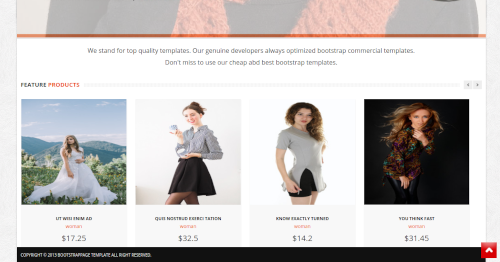 We stand for top quality templates. Our genuine developers always optimized bootstrap commercial templates.
Don't miss to use our cheap abd best bootstrap templates.
FEATURE PRODUCTS
UT WISI ENIM AD
woman
$17.25
QUIS NOSTRUD EXERCI TATION
woman
$32.5
KNOW EXACTLY TURNED
woman
$14.2
YOU THINK FAST
woman
$31.45
COPYRIGHT © 2013 BOOTSTRAPPAGE TEMPLATE ALL RIGHT RESERVED.